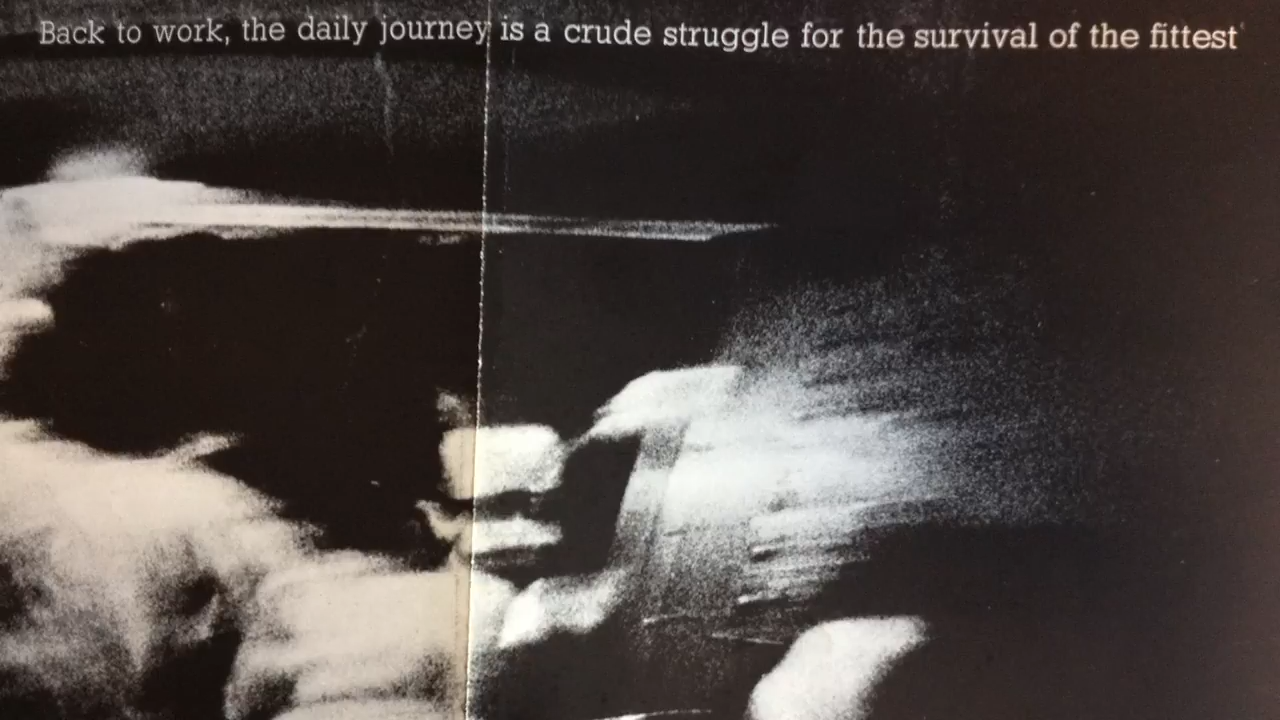 Back to work, the daily journey is a crude struggle for the survival of the fittest